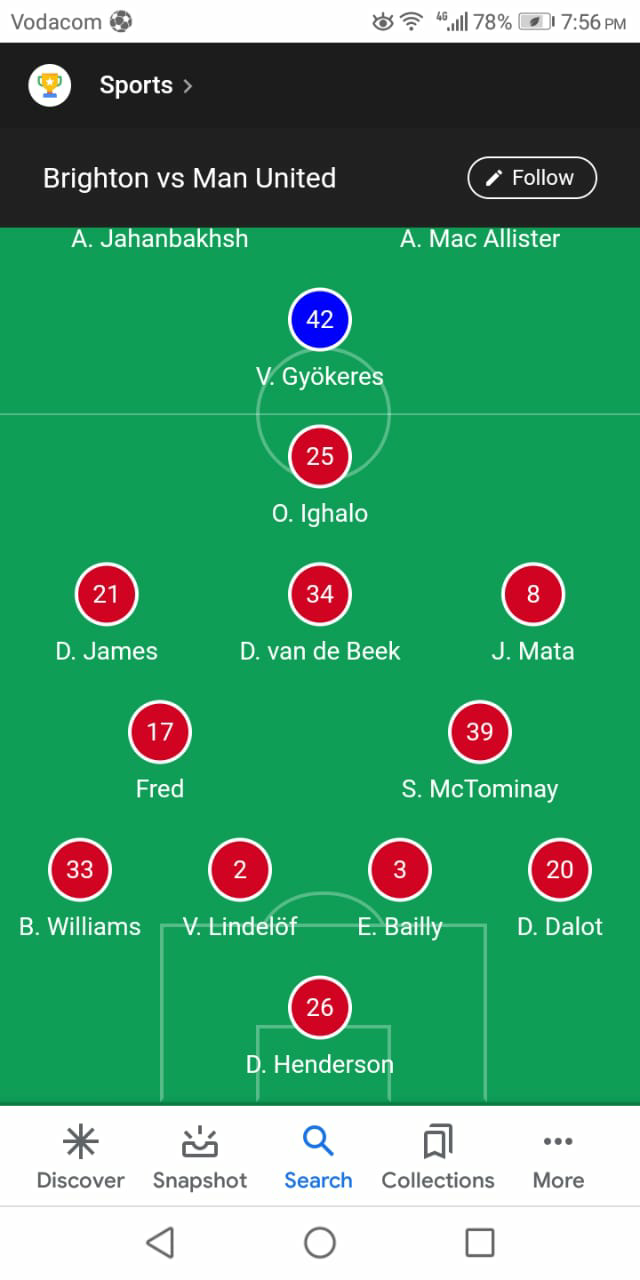 Vodacom 4G 78% 7:56 PM
Sports
Brighton vs Man United Follow
A. Jahanbakhsh A. Mac Allister
42
V. Gyökeres
25
O. Ighalo
21 34 8
D. James D. van de Beek J. Mata
17 39
Fred S. McTominay
33 2 3 20
B. Williams V. Lindelöf E. Bailly D. Dalot
26
D. Henderson
Discover Snapshot Search Collections More